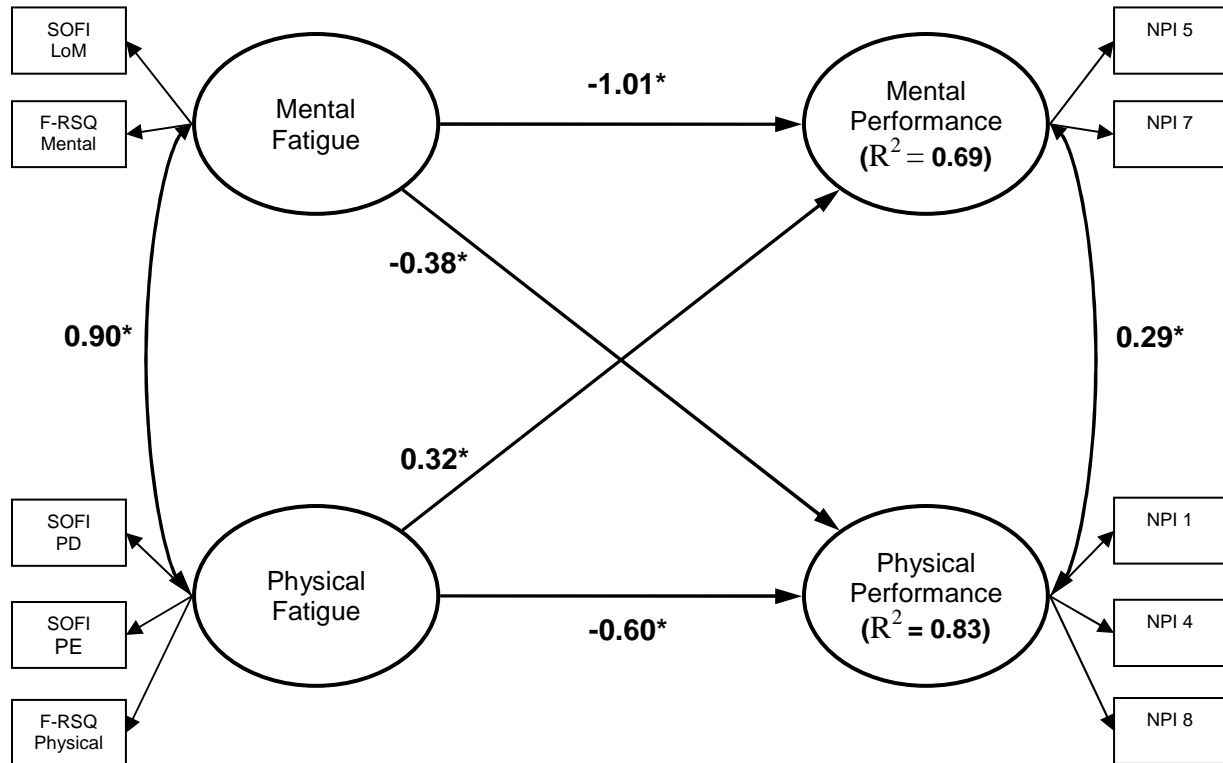 SOFI
LoM
F-RSQ
Mental
Mental
Fatigue
-1.01*
Mental
Performance
(R² = 0.69)
NPI 5
NPI 7
-0.38*
0.90*
0.29*
0.32*
SOFI
PD
SOFI
PE
F-RSQ
Physical
Physical
Fatigue
-0.60*
Physical
Performance
(R² = 0.83)
NPI 1
NPI 4
NPI 8